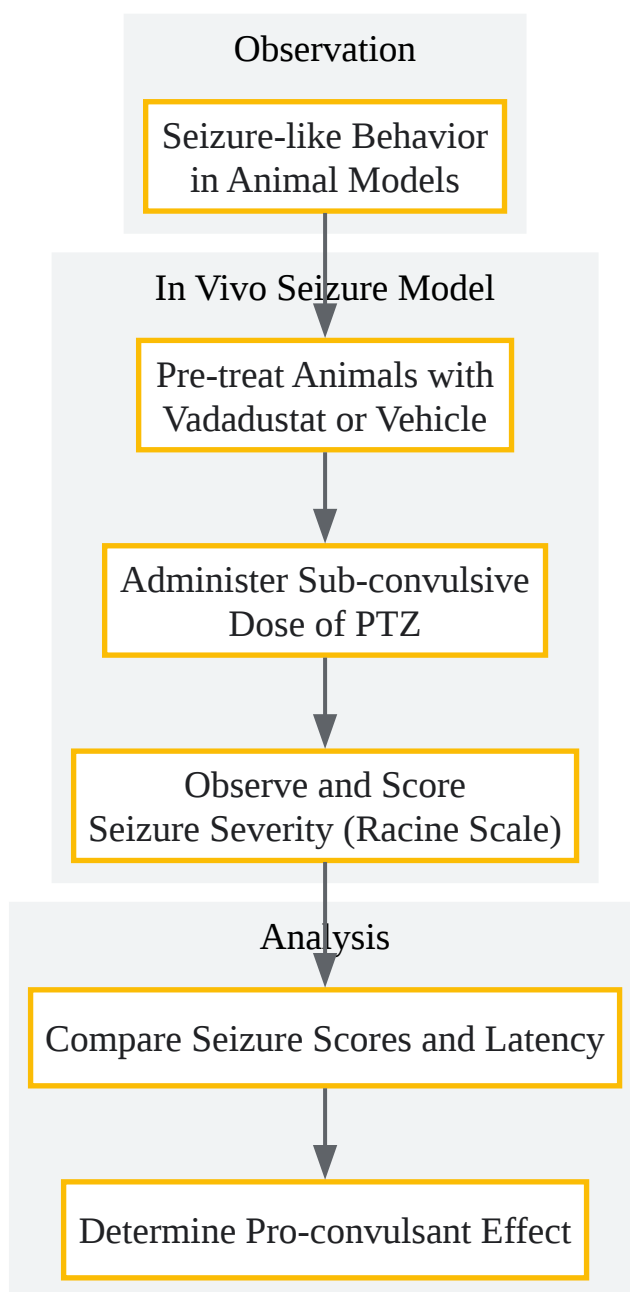 Observation
Seizure-like Behavior
in Animal Models
In Vivo Seizure Model
Pre-treat Animals with
Vadadustat or Vehicle
Administer Sub-convulsive
Dose of PTZ
Observe and Score
Seizure Severity (Racine Scale)
Analysis
Compare Seizure Scores and Latency
Determine Pro-convulsant Effect